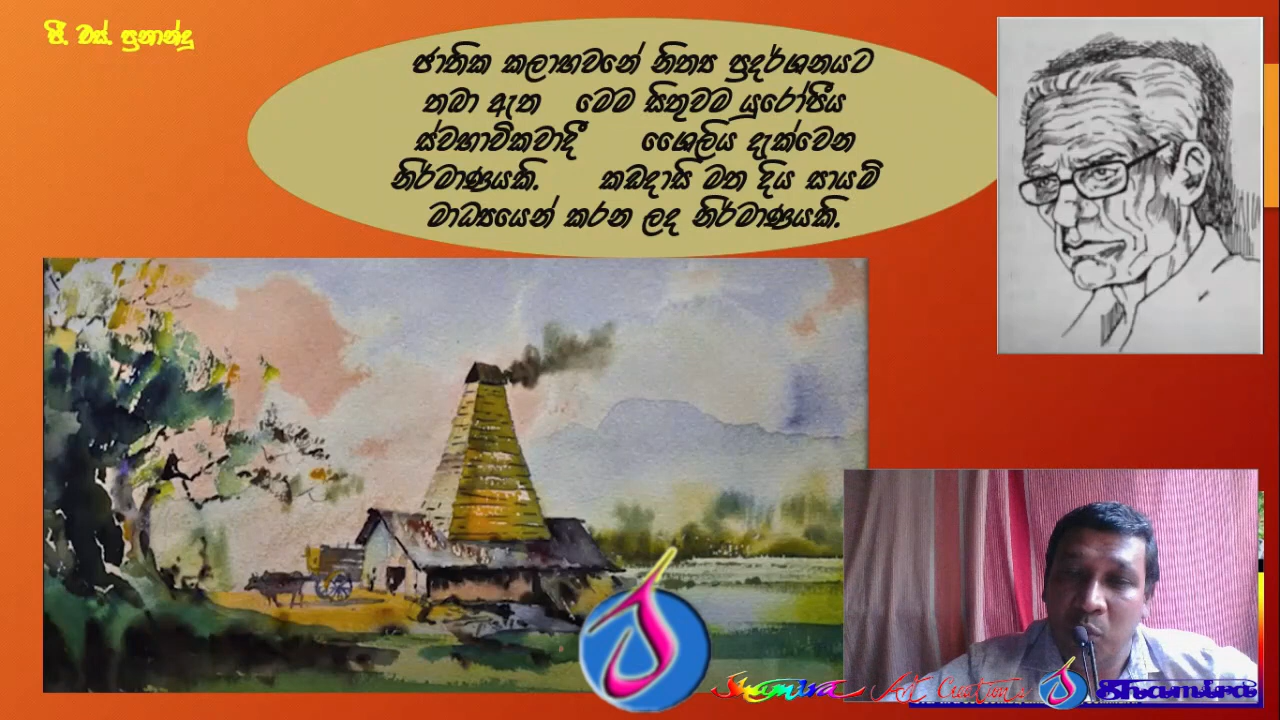 ජී. එස්. ප්‍රනාන්දු
ජාතික කලාභවනේ නිත්‍ය ප්‍රදර්ශනයට
තබා ඇත මෙම සිතුවම යුරෝපීය
ස්වභාවිකවාදී ශෛලිය දැක්වෙන
නිර්මාණයකි. කඩදාසි මත දිය සායම්
මාධ්‍යයෙන් කරන ලද නිර්මාණයකි.
Shamira Art Creations Shamira